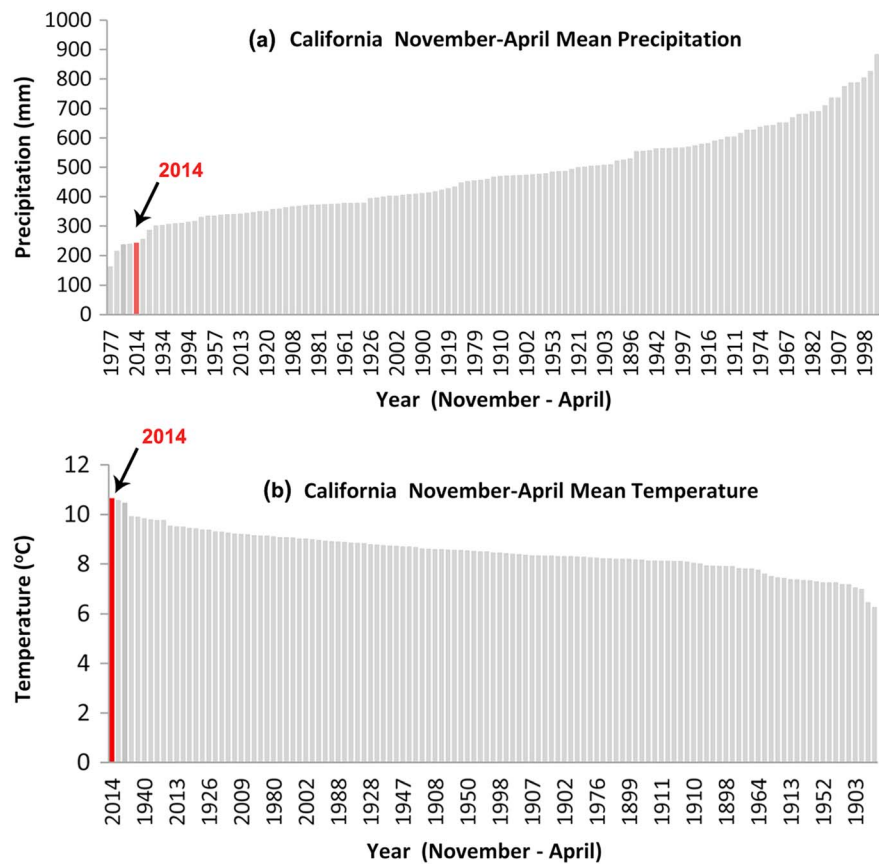 (a) California November-April Mean Precipitation
Precipitation (mm)
1000
900
800
700
600
500
400
300
200
100
0
2014
1977 2014 1934 1994 1957 2013 1920 1908 1981 1961 1926 2002 1900 1919 1979 1910 1902 1953 1921 1903 1896 1942 1997 1916 1911 1974 1967 1982 1907 1998
Year (November - April)
2014
(b) California November-April Mean Temperature
Temperature (°C)
12
10
8
6
4
2
0
2014 1940 2013 1926 2009 1980 2002 1988 1928 1947 1908 1950 1998 1907 1902 1976 1899 1911 1910 1898 1964 1913 1952 1903
Year (November - April)